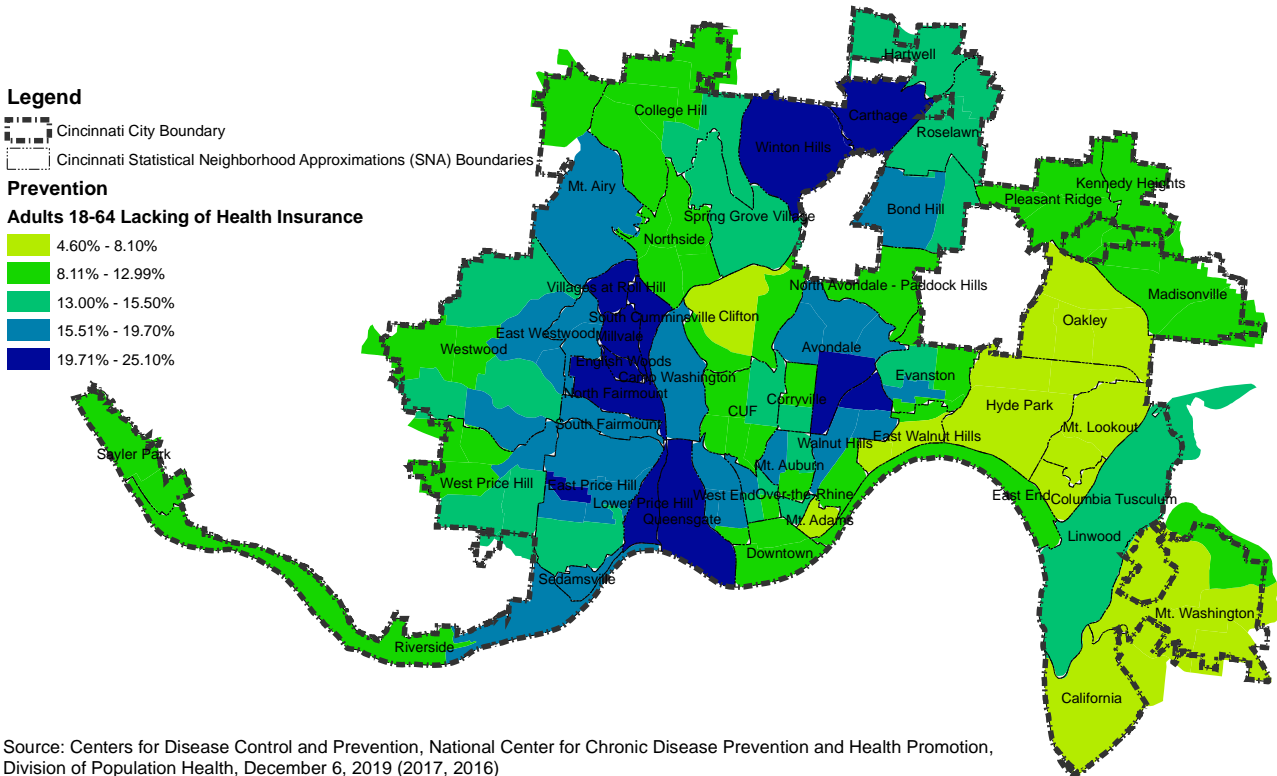 Legend
Cincinnati City Boundary
Cincinnati Statistical Neighborhood Approximations (SNA) Boundaries
Prevention
Adults 18-64 Lacking of Health Insurance
4.60% - 8.10%
8.11% - 12.99%
13.00% - 15.50%
15.51% - 19.70%
19.71% - 25.10%
Hartwell
College Hill
Carthage
Roselawn
Winton Hills
Mt. Airy
Kennedy Heights
Pleasant Ridge
Bond Hill
Spring Grove Village
Northside
Villages at Roll Hill
North Avondale - Paddock Hills
Madisonville
South Cumminsville
Clifton
Oakley
East Westwood
Millvale
Westwood
Avondale
English Woods
Camp Washington
Evanston
North Fairmount
Corryville
Hyde Park
CUF
South Fairmount
Mt. Lookout
Walnut Hills
East Walnut Hills
Sayler Park
Mt. Auburn
West Price Hill
East Price Hill
Lower Price Hill
West End
Over-the-Rhine
East End
Columbia Tusculum
Queensgate
Mt. Adams
Linwood
Downtown
Sedamsville
Mt. Washington
Riverside
California
Source: Centers for Disease Control and Prevention, National Center for Chronic Disease Prevention and Health Promotion,
Division of Population Health, December 6, 2019 (2017, 2016)